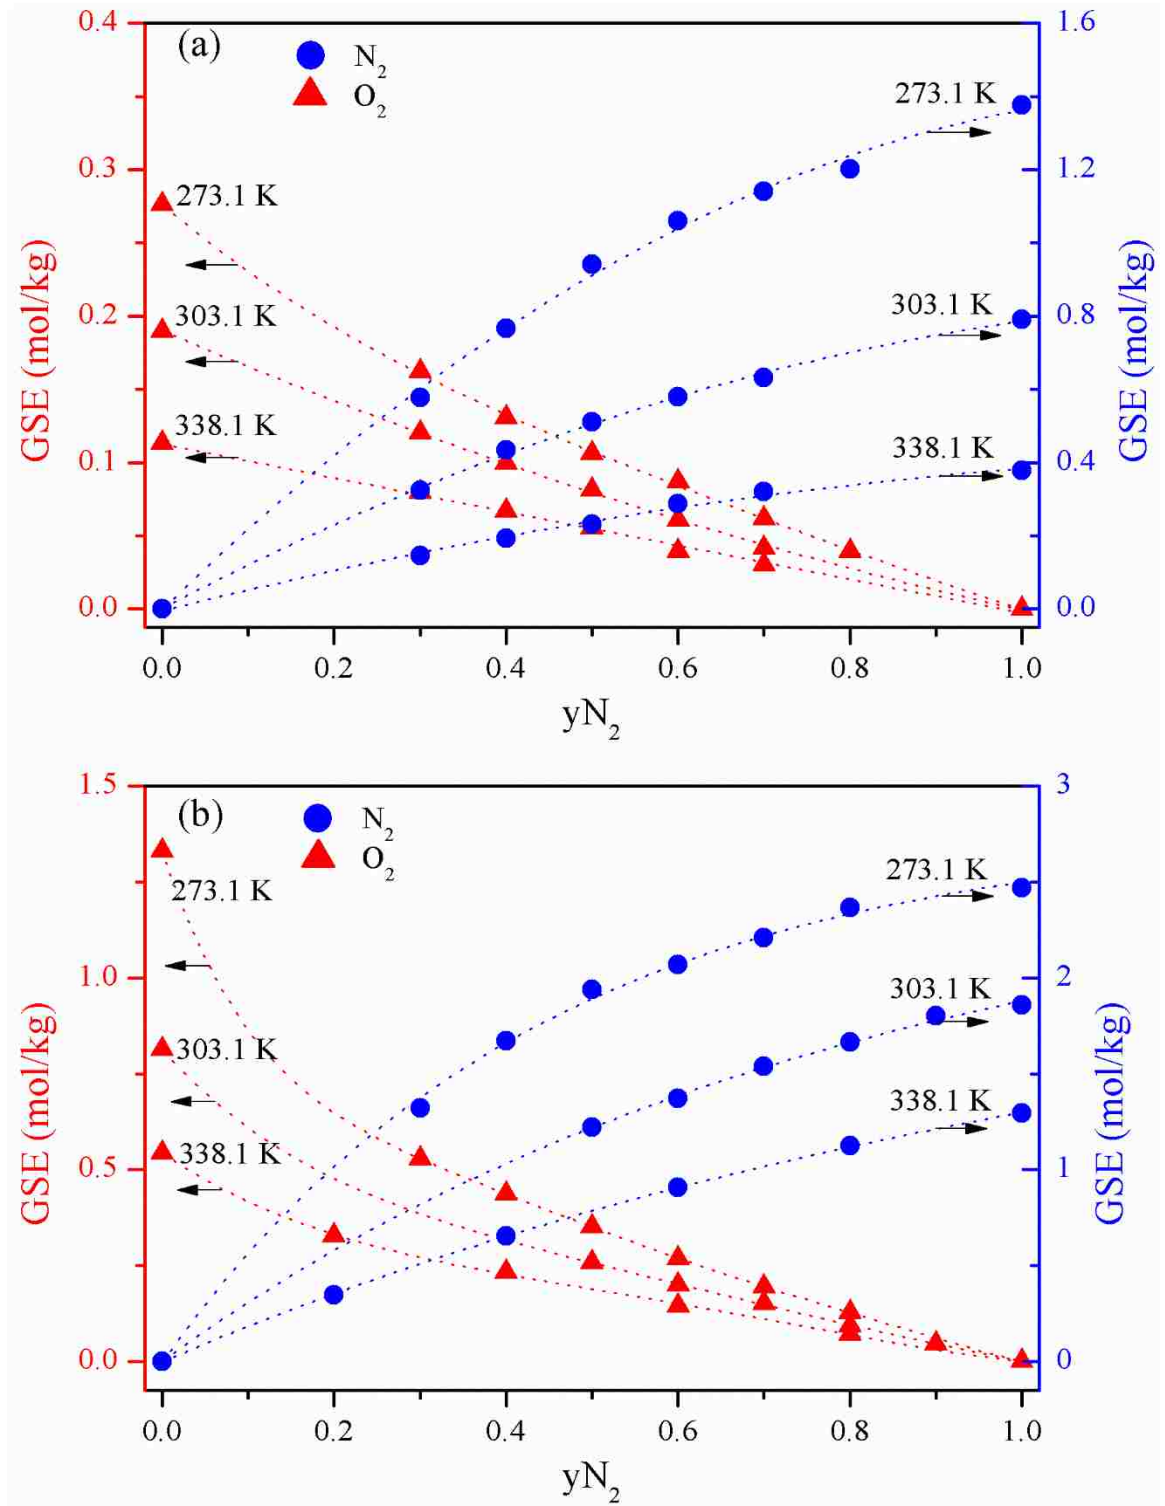 (a)
N₂
O₂
0.4
0.3
0.2
0.1
0.0
GSE (mol/kg)
273.1 K
303.1 K
338.1 K
273.1 K
303.1 K
338.1 K
1.6
1.2
0.8
0.4
0.0
GSE (mol/kg)
0.0 0.2 0.4 0.6 0.8 1.0
yN₂
(b)
N₂
O₂
1.5
1.0
0.5
0.0
GSE (mol/kg)
273.1 K
303.1 K
338.1 K
273.1 K
303.1 K
338.1 K
3
2
1
0
GSE (mol/kg)
0.0 0.2 0.4 0.6 0.8 1.0
yN₂